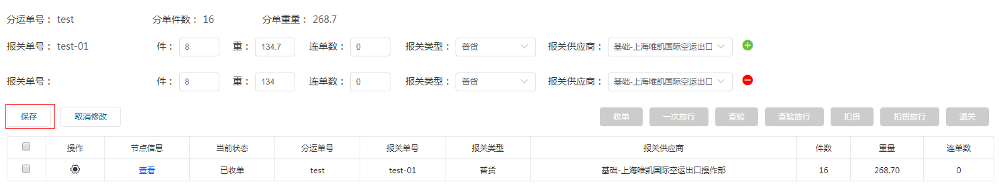 分运单号： test 分单件数： 16 分单重量： 268.7
报关单号： test-01 件： 8 重： 134.7 连单数： 0 报关类型： 普货 报关供应商： 基础-上海唯凯国际空运出口
报关单号： 件： 8 重： 134 连单数： 0 报关类型： 普货 报关供应商： 基础-上海唯凯国际空运出口
保存 取消修改 收单 一次放行 查验 查验放行 扣货 扣货放行 退关
操作 节点信息 当前状态 分运单号 报关单号 报关类型 报关供应商 件数 重量 连单数
查看 已收单 test test-01 普货 基础-上海唯凯国际空运出口操作部 16 268.70 0